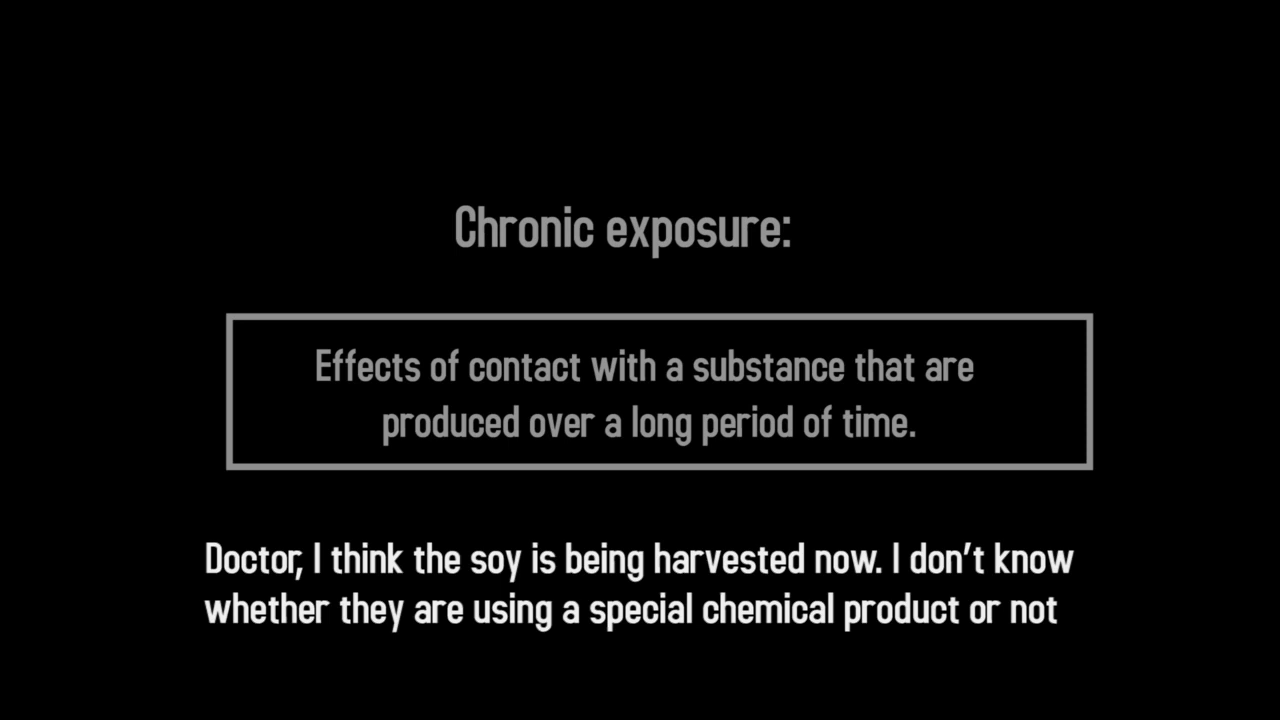 Chronic exposure:
Effects of contact with a substance that are
produced over a long period of time.
Doctor, I think the soy is being harvested now. I don't know
whether they are using a special chemical product or not